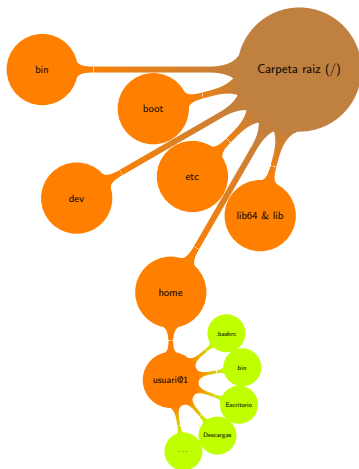 Carpeta raiz (/)
bin
boot
etc
dev
lib64 & lib
home
usuari@1
.bashrc
bin
Escritorio
Descargas
...